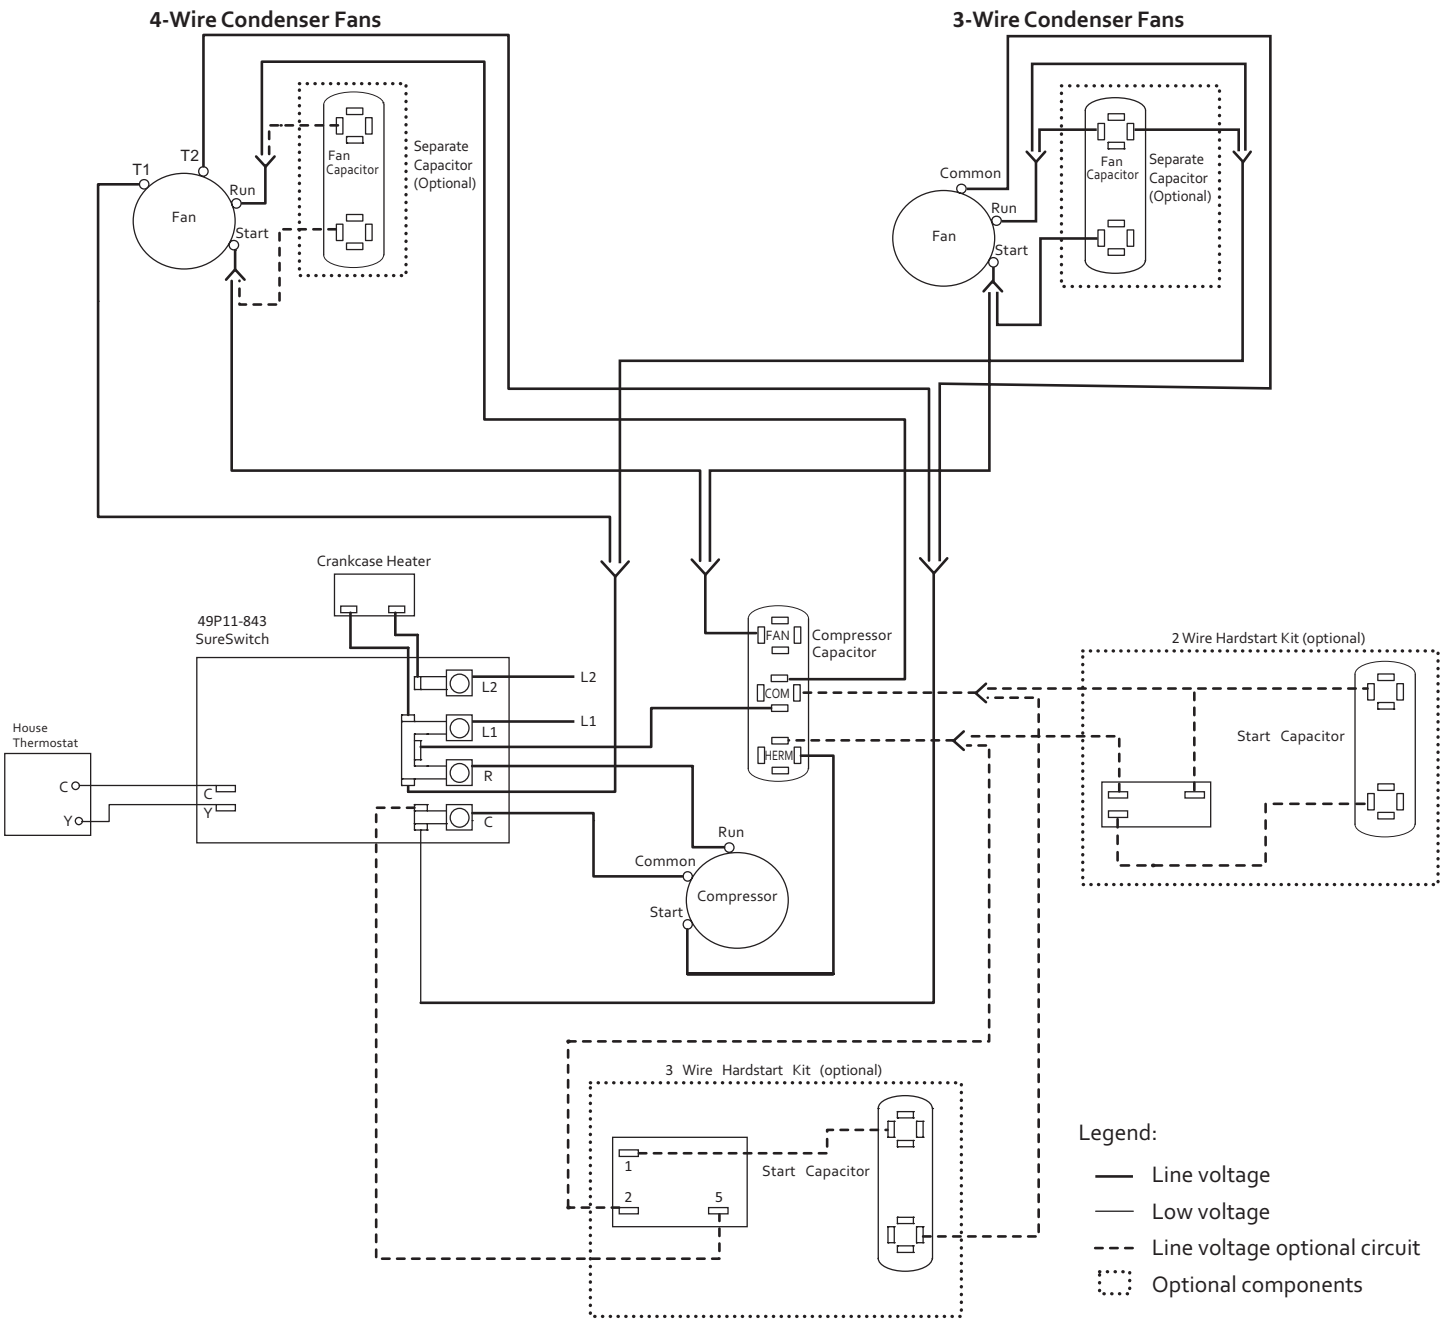 4-Wire Condenser Fans
3-Wire Condenser Fans
T2
T1
Run
Fan
Start
Fan
Capacitor
Separate
Capacitor
(Optional)
Common
Run
Fan
Start
Fan
Capacitor
Separate
Capacitor
(Optional)
Crankcase Heater
49P11-843
SureSwitch
L2
L2
L1
L1
R
C
House
Thermostat
C
Y
C
Y
FAN
COM
HERM
Compressor
Capacitor
Run
Common
Compressor
Start
2 Wire Hardstart Kit (optional)
Start Capacitor
3 Wire Hardstart Kit (optional)
1
2
5
Start Capacitor
Legend:
Line voltage
Low voltage
Line voltage optional circuit
Optional components